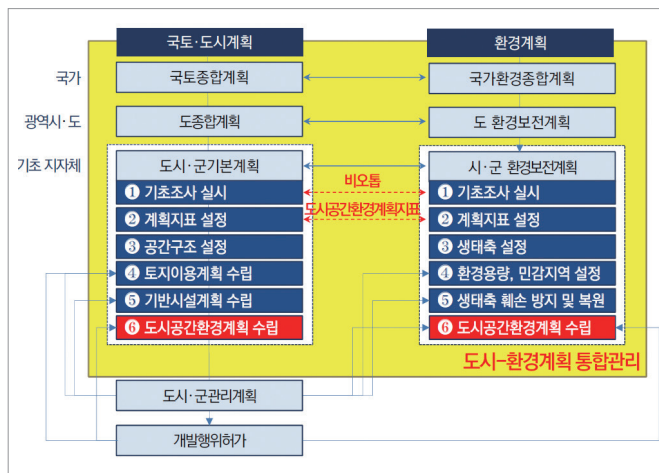 국토·도시계획
환경계획
국가
국토종합계획
국가환경종합계획
광역시·도
도종합계획
도 환경보전계획
기초 지자체
도시·군기본계획
시·군 환경보전계획
비오톱
도시공간환경계획지표
❶ 기초조사 실시
❷ 계획지표 설정
❸ 공간구조 설정
❹ 토지이용계획 수립
❺ 기반시설계획 수립
❻ 도시공간환경계획 수립
❶ 기초조사 실시
❷ 계획지표 설정
❸ 생태축 설정
❹ 환경용량, 민감지역 설정
❺ 생태축 훼손 방지 및 복원
❻ 도시공간환경계획 수립
도시-환경계획 통합관리
도시·군관리계획
개발행위허가